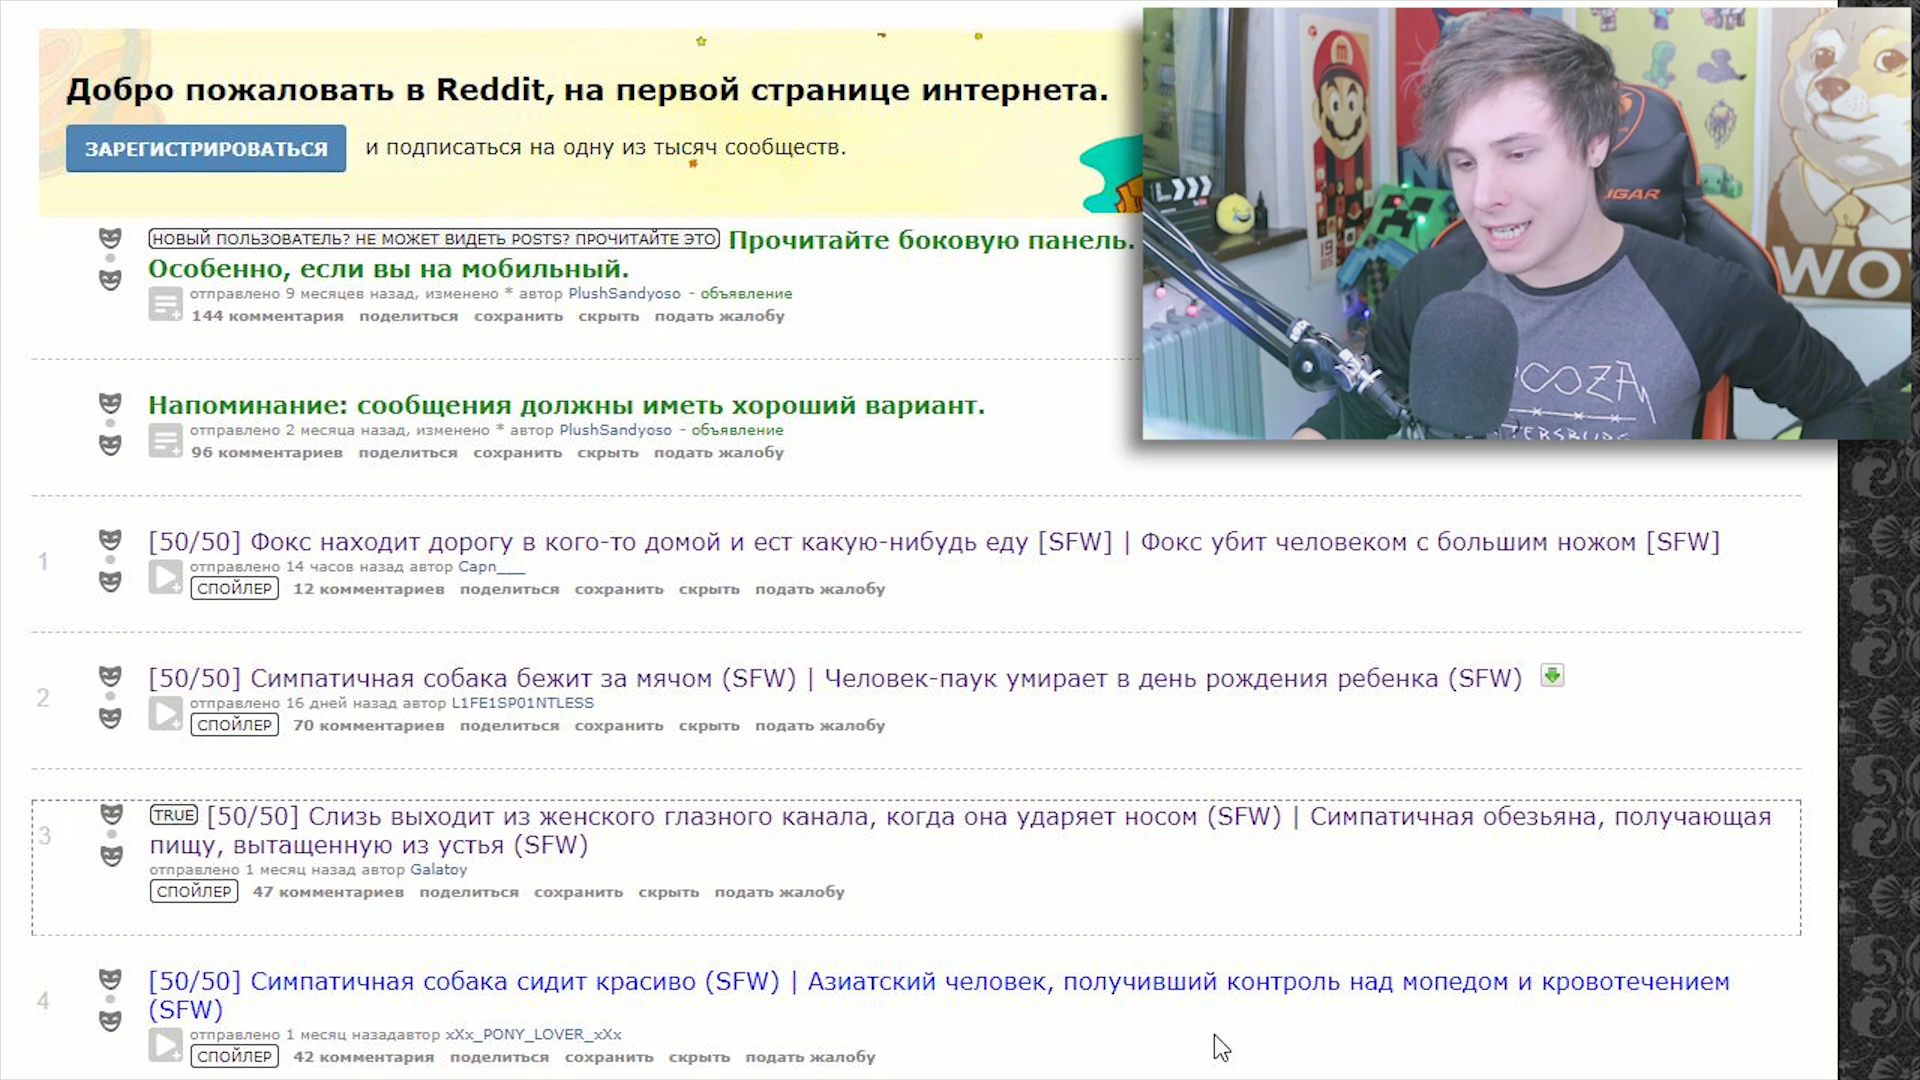 Добро пожаловать в Reddit, на первой странице интернета.
ЗАРЕГИСТРИРОВАТЬСЯ и подписаться на одну из тысяч сообществ.
НОВЫЙ ПОЛЬЗОВАТЕЛЬ? НЕ МОЖЕТ ВИДЕТЬ POSTS? ПРОЧИТАЙТЕ ЭТО Прочитайте боковую панель.
Особенно, если вы на мобильный.
отправлено 9 месяцев назад, изменено * автор PlushSandyoso - объявление
144 комментария поделиться сохранить скрыть подать жалобу
Напоминание: сообщения должны иметь хороший вариант.
отправлено 2 месяца назад, изменено * автор PlushSandyoso - объявление
96 комментариев поделиться сохранить скрыть подать жалобу
1
[50/50] Фокс находит дорогу в кого-то домой и ест какую-нибудь еду [SFW] | Фокс убит человеком с большим ножом [SFW]
отправлено 14 часов назад автор Capn___
СПОЙЛЕР 12 комментариев поделиться сохранить скрыть подать жалобу
2
[50/50] Симпатичная собака бежит за мячом (SFW) | Человек-паук умирает в день рождения ребенка (SFW)
отправлено 16 дней назад автор L1FE1SP01NTLESS
СПОЙЛЕР 70 комментариев поделиться сохранить скрыть подать жалобу
3
TRUE [50/50] Слизь выходит из женского глазного канала, когда она ударяет носом (SFW) | Симпатичная обезьяна, получающая
пищу, вытащенную из устья (SFW)
отправлено 1 месяц назад автор Galatoy
СПОЙЛЕР 47 комментариев поделиться сохранить скрыть подать жалобу
4
[50/50] Симпатичная собака сидит красиво (SFW) | Азиатский человек, получивший контроль над мопедом и кровотечением
(SFW)
отправлено 1 месяц назадавтор xXx_PONY_LOVER_xXx
СПОЙЛЕР 42 комментария поделиться сохранить скрыть подать жалобу
WOW